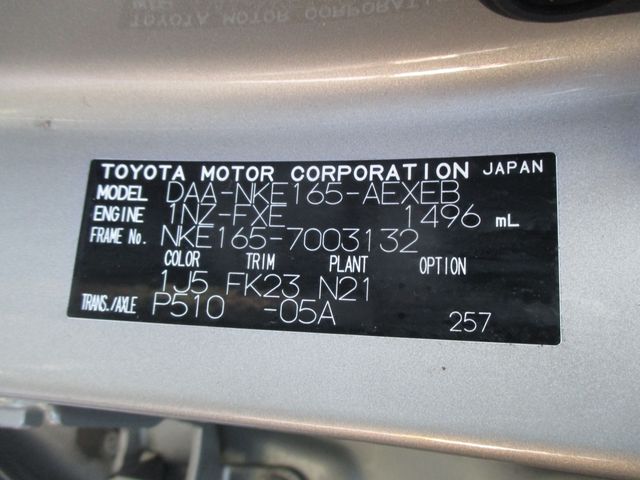 TOYOTA MOTOR CORPORATION JAPAN
MODEL DAA-NKE165-AEXEB
ENGINE 1NZ-FXE 1496 mL
FRAME No. NKE165-7003132
COLOR TRIM PLANT OPTION
1J5 FK23 N21
TRANS./AXLE P510 -05A 257